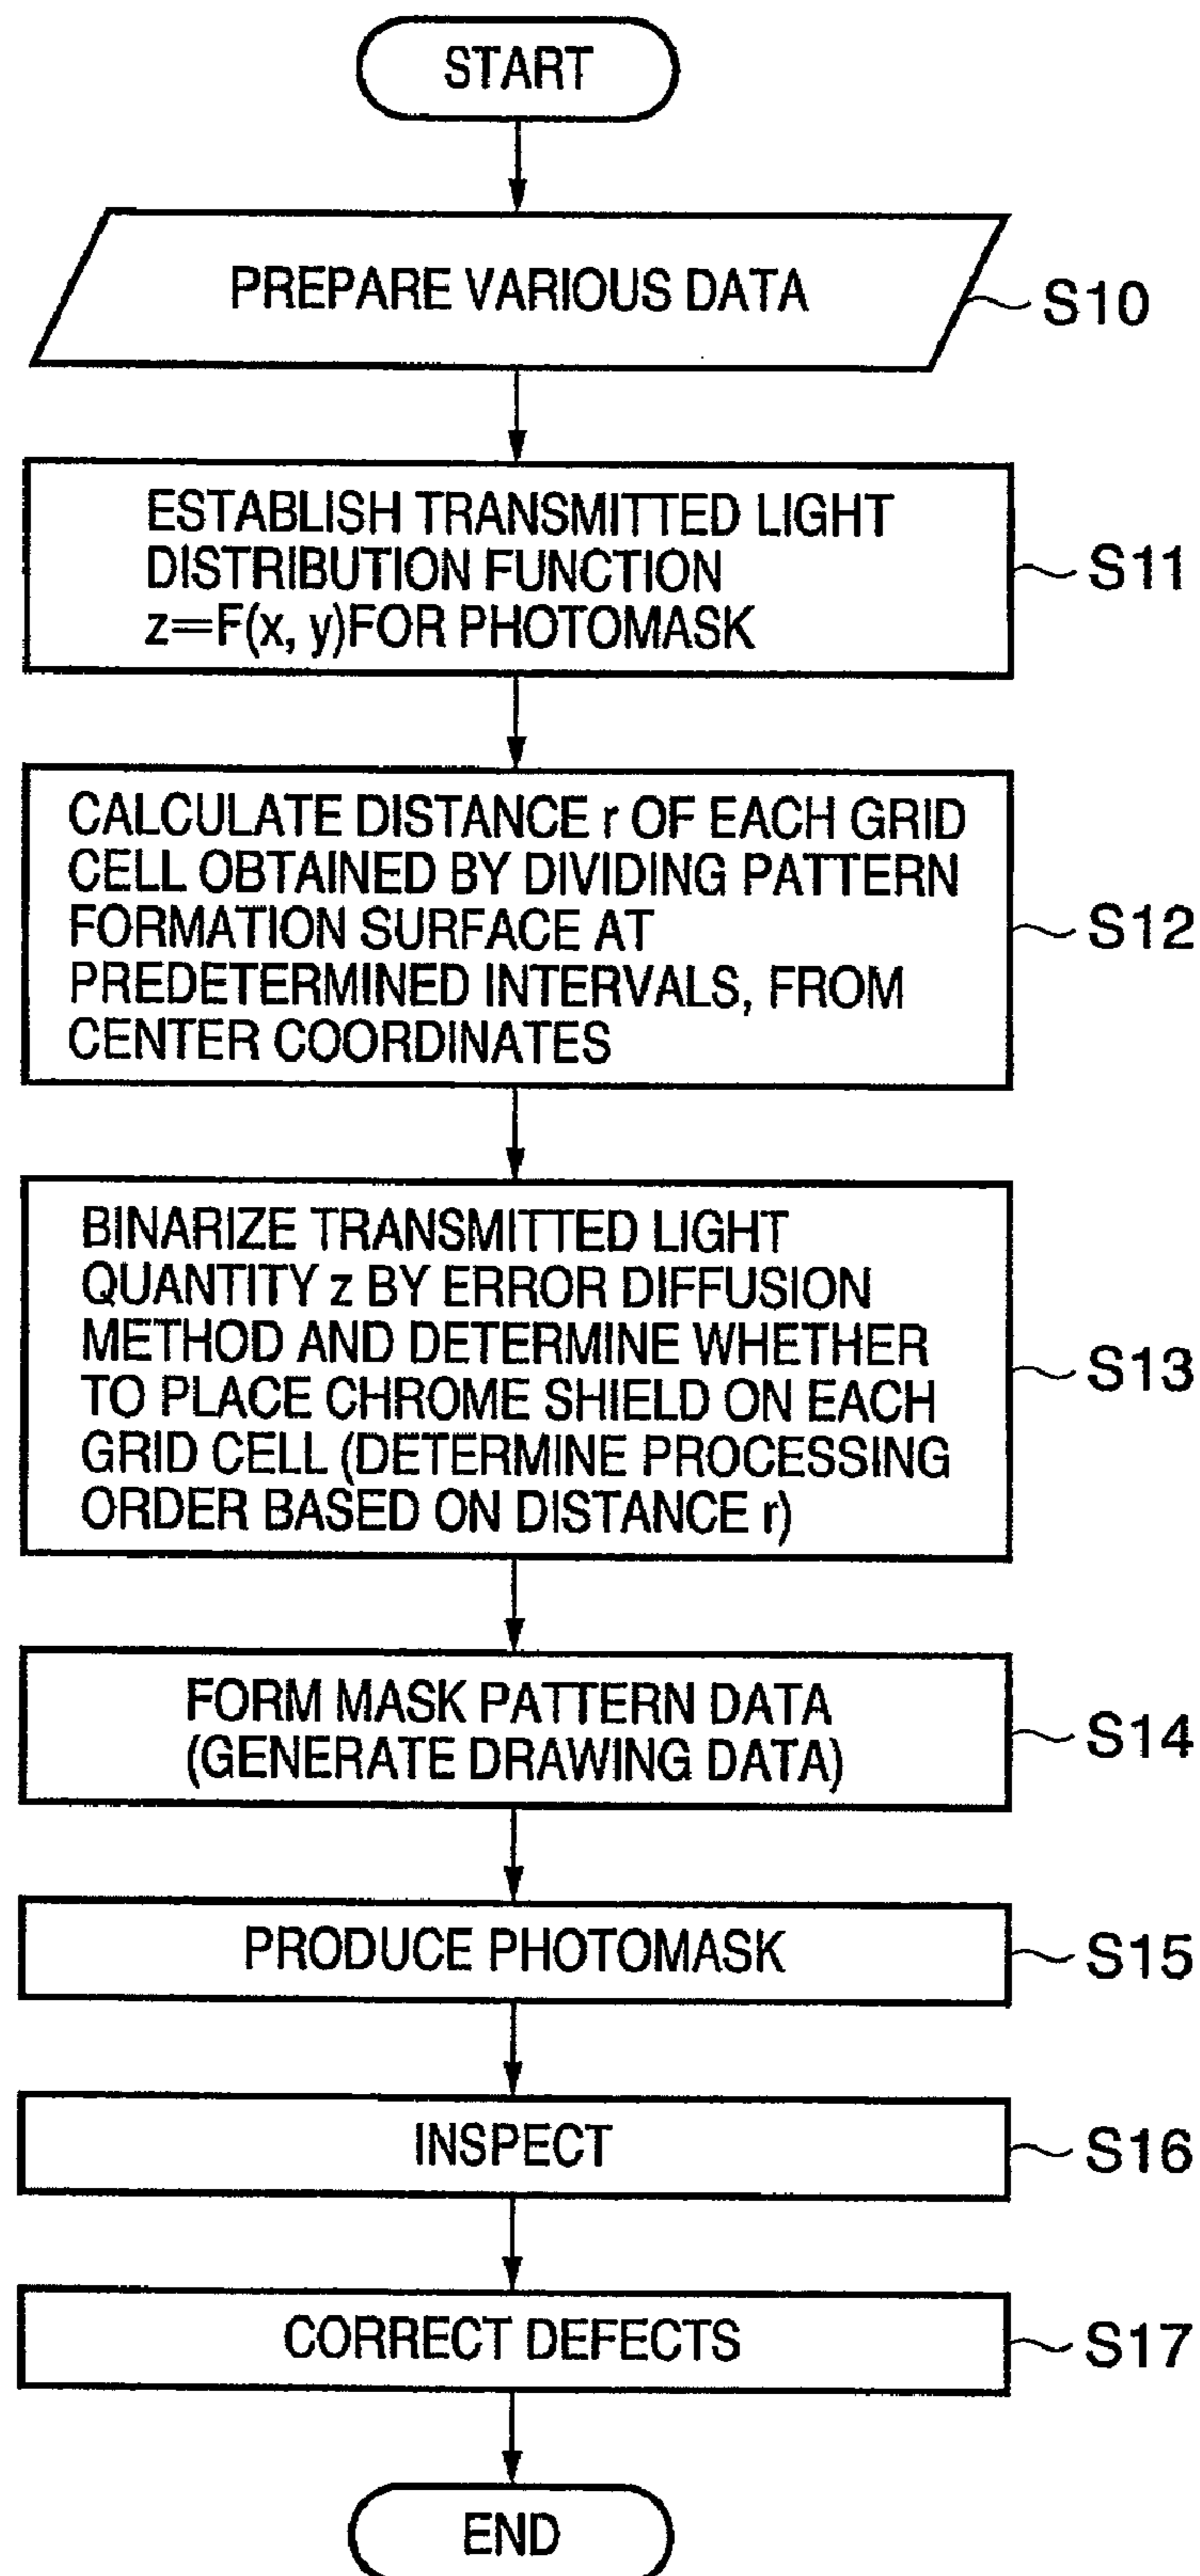 START
PREPARE VARIOUS DATA
S10
ESTABLISH TRANSMITTED LIGHT
DISTRIBUTION FUNCTION
z=F(x, y)FOR PHOTOMASK
S11
CALCULATE DISTANCE r OF EACH GRID
CELL OBTAINED BY DIVIDING PATTERN
FORMATION SURFACE AT
PREDETERMINED INTERVALS, FROM
CENTER COORDINATES
S12
BINARIZE TRANSMITTED LIGHT
QUANTITY z BY ERROR DIFFUSION
METHOD AND DETERMINE WHETHER
TO PLACE CHROME SHIELD ON EACH
GRID CELL (DETERMINE PROCESSING
ORDER BASED ON DISTANCE r)
S13
FORM MASK PATTERN DATA
(GENERATE DRAWING DATA)
S14
PRODUCE PHOTOMASK
S15
INSPECT
S16
CORRECT DEFECTS
S17
END